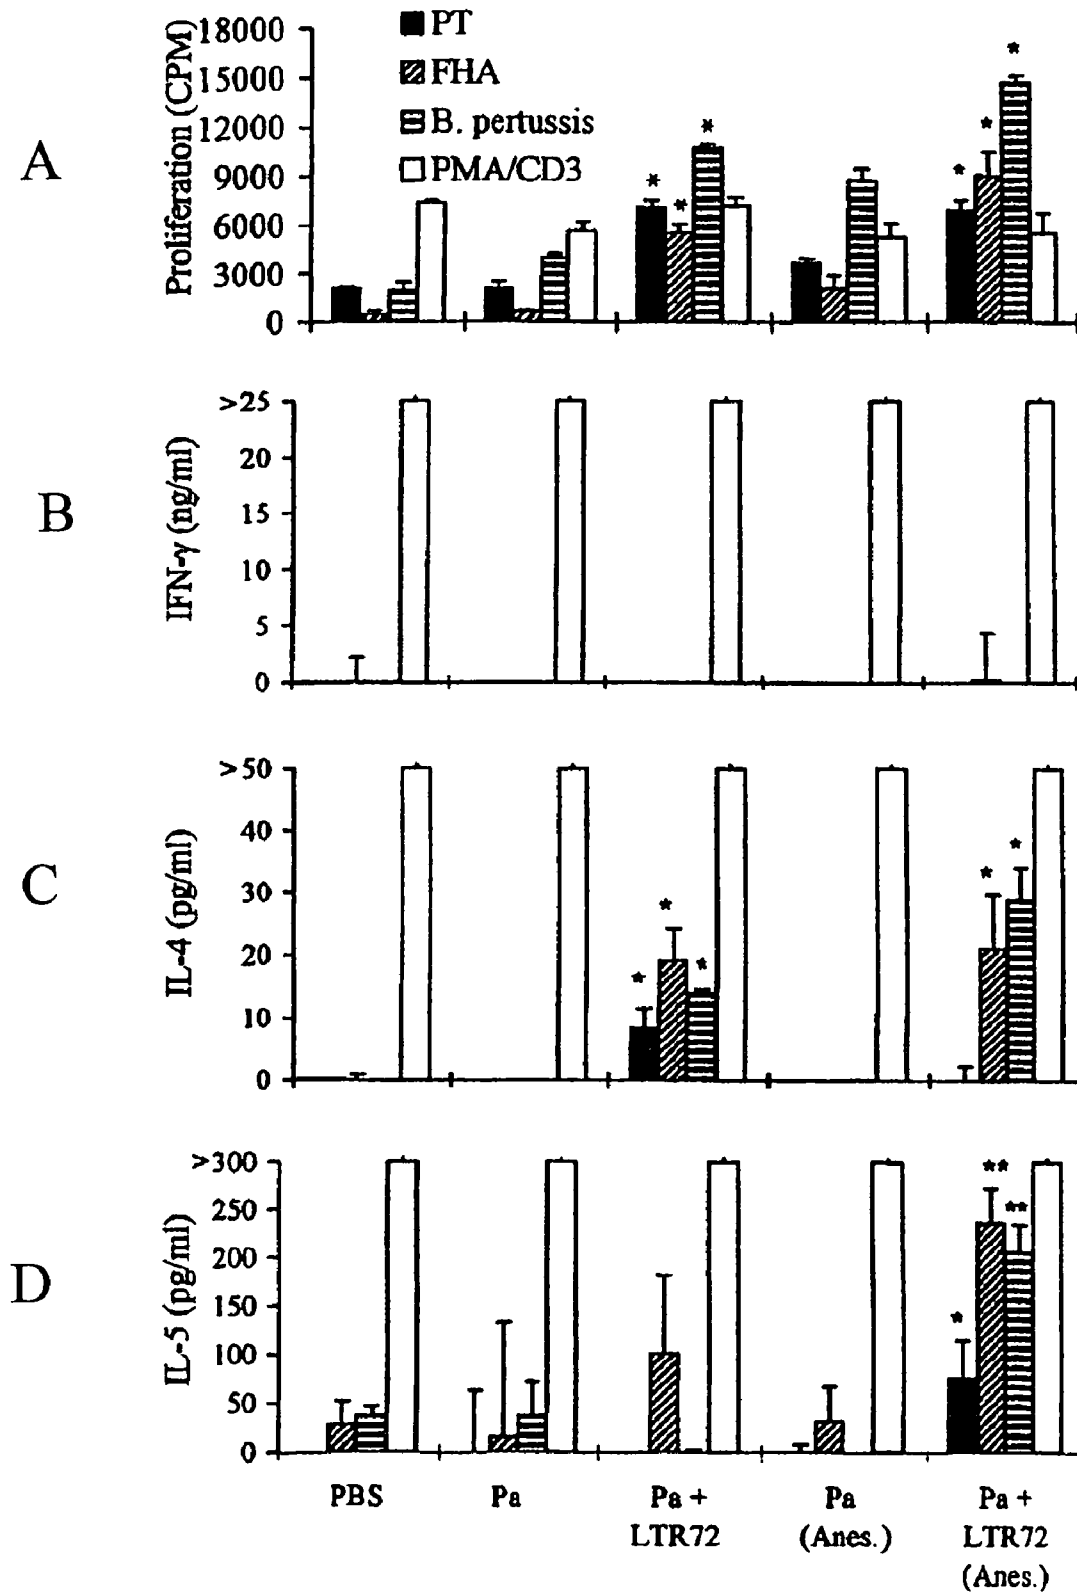 A
Proliferation (CPM)
18000
15000
12000
9000
6000
3000
0
PT
FHA
B. pertussis
PMA/CD3
* * * * * *
B
IFN-γ (ng/ml)
>25
20
15
10
5
0
C
IL-4 (pg/ml)
>50
40
30
20
10
0
* * * * *
D
IL-5 (pg/ml)
>300
250
200
150
100
50
0
* ** **
PBS
Pa
Pa +
LTR72
Pa
(Anes.)
Pa +
LTR72
(Anes.)